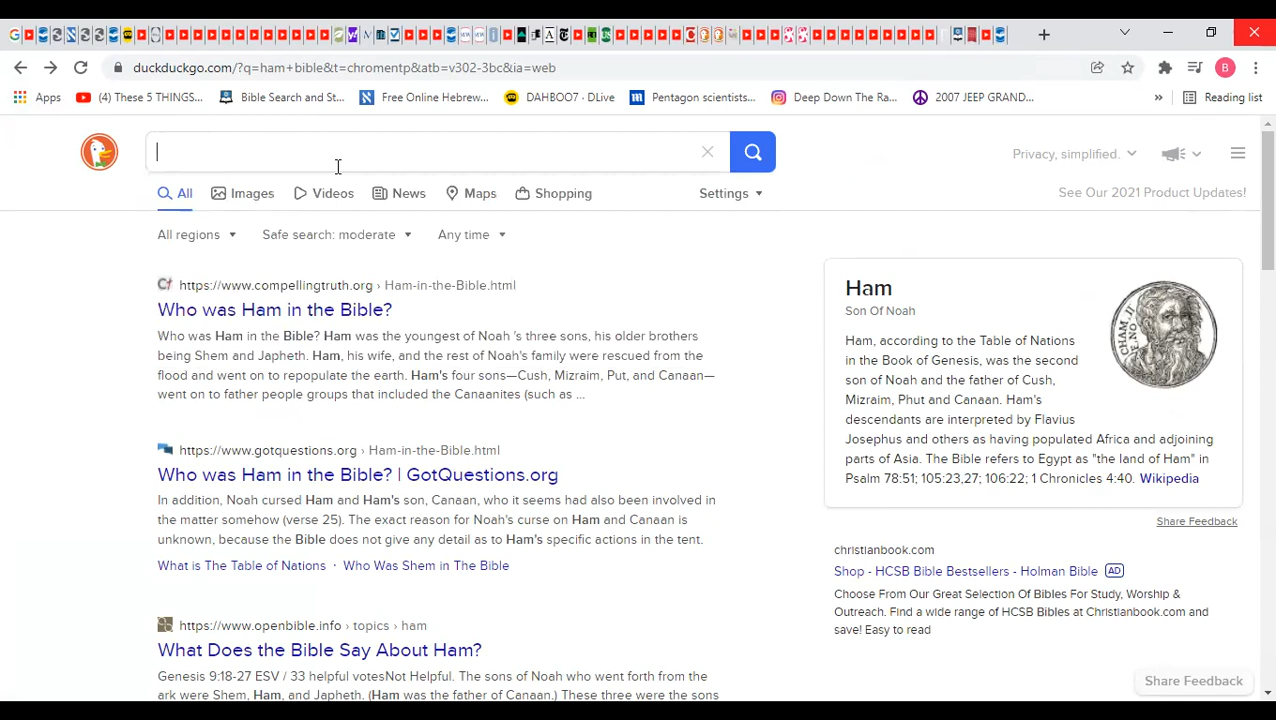 duckduckgo.com/?q=ham+bible&t=chromentp&atb=v302-3bc&ia=web
B
Apps
(4) These 5 THINGS...
Bible Search and St...
Free Online Hebrew...
DAHBOO7 - DLive
Pentagon scientists...
Deep Down The Ra...
2007 JEEP GRAND...
»
Reading list
Privacy, simplified.
All
Images
Videos
News
Maps
Shopping
Settings
See Our 2021 Product Updates!
All regions
Safe search: moderate
Any time
https://www.compellingtruth.org › Ham-in-the-Bible.html
Who was Ham in the Bible?
Who was Ham in the Bible? Ham was the youngest of Noah 's three sons, his older brothers
being Shem and Japheth. Ham, his wife, and the rest of Noah's family were rescued from the
flood and went on to repopulate the earth. Ham's four sons—Cush, Mizraim, Put, and Canaan—
went on to father people groups that included the Canaanites (such as ...
https://www.gotquestions.org › Ham-in-the-Bible.html
Who was Ham in the Bible? | GotQuestions.org
In addition, Noah cursed Ham and Ham's son, Canaan, who it seems had also been involved in
the matter somehow (verse 25). The exact reason for Noah's curse on Ham and Canaan is
unknown, because the Bible does not give any detail as to Ham's specific actions in the tent.
What is The Table of Nations · Who Was Shem in The Bible
https://www.openbible.info › topics › ham
What Does the Bible Say About Ham?
Genesis 9:18-27 ESV / 33 helpful votesNot Helpful. The sons of Noah who went forth from the
ark were Shem, Ham, and Japheth. (Ham was the father of Canaan.) These three were the sons
Ham
Son Of Noah
Ham, according to the Table of Nations
in the Book of Genesis, was the second
son of Noah and the father of Cush,
Mizraim, Phut and Canaan. Ham's
descendants are interpreted by Flavius
Josephus and others as having populated Africa and adjoining
parts of Asia. The Bible refers to Egypt as "the land of Ham" in
Psalm 78:51; 105:23,27; 106:22; 1 Chronicles 4:40. Wikipedia
CHAM II
NOACHI
Share Feedback
christianbook.com
Shop - HCSB Bible Bestsellers - Holman Bible AD
Choose From Our Great Selection Of Bibles For Study, Worship &
Outreach. Find a wide range of HCSB Bibles at Christianbook.com and
save! Easy to read
Share Feedback